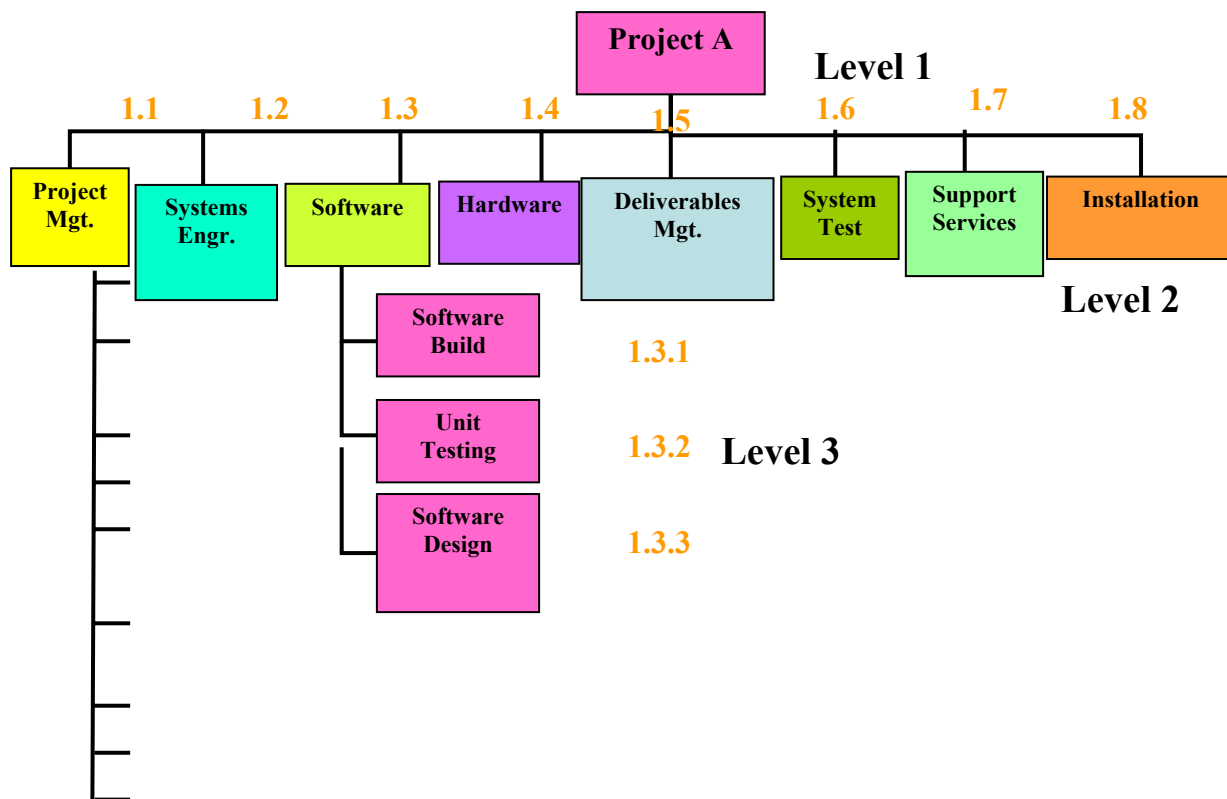 Project A
Level 1
1.1
1.2
1.3
1.4
1.5
1.6
1.7
1.8
Project
Mgt.
Systems
Engr.
Software
Hardware
Deliverables
Mgt.
System
Test
Support
Services
Installation
Level 2
Software
Build
1.3.1
Unit
Testing
1.3.2
Level 3
Software
Design
1.3.3